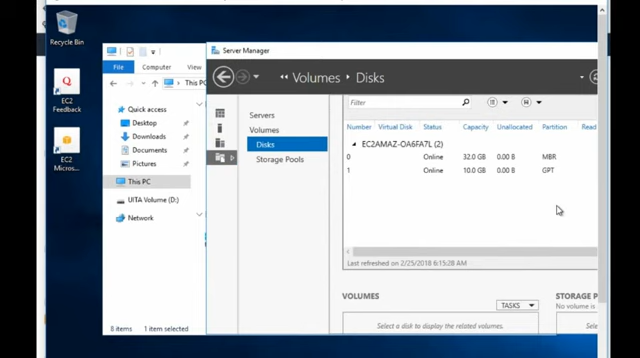 Recycle Bin
EC2
Feedback
EC2
Micros...
File
Computer
View
This PC
Quick access
Desktop
Downloads
Documents
Pictures
This PC
UITA Volume (D:)
Network
8 items
1 item selected
Server Manager
Volumes
Disks
Servers
Volumes
Disks
Storage Pools
Filter
Number Virtual Disk Status Capacity Unallocated Partition Read
EC2AMAZ-OA6FA7L (2)
0 Online 32.0 GB 0.00 B MBR
1 Online 10.0 GB 0.00 B GPT
Last refreshed on 2/25/2018 6:15:28 AM
VOLUMES
TASKS
Select a disk to display the related volumes.
STORAGE P
No volume is